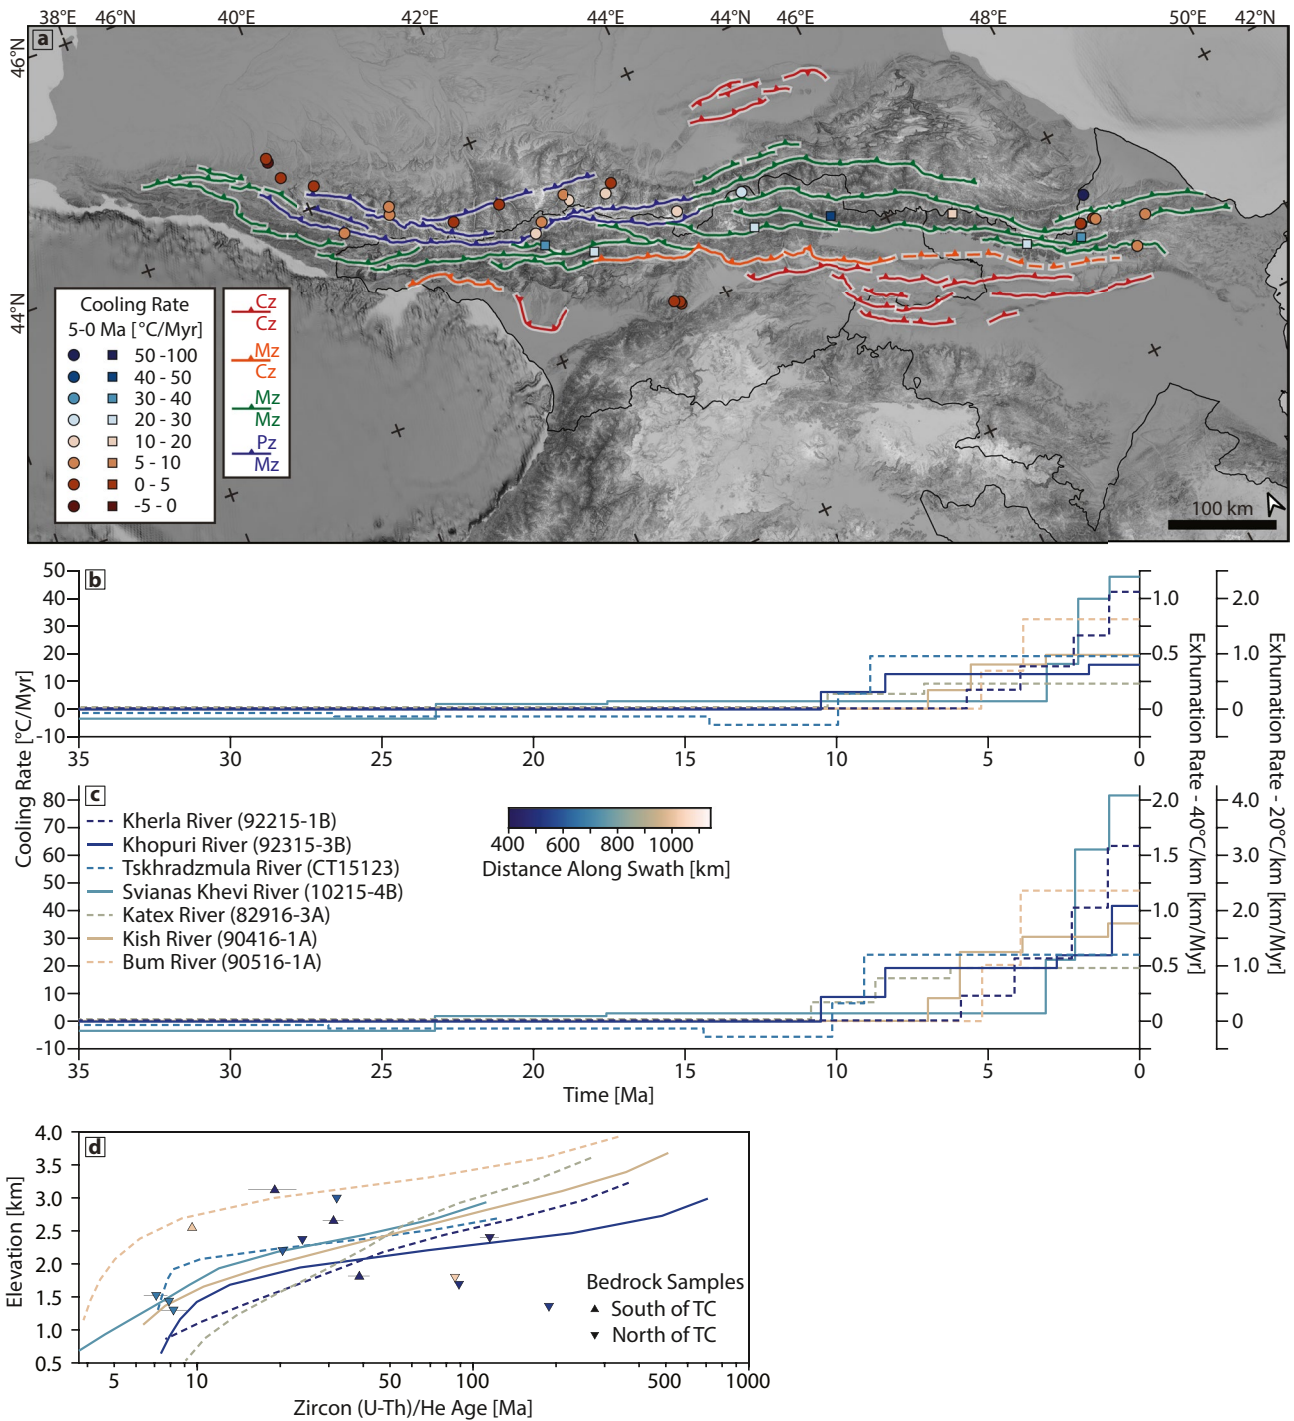 38°E 46°N 40°E 42°E 44°E 44°N 46°E 48°E 50°E 42°N
a
46°N
44°N
Cooling Rate
5-0 Ma [°C/Myr]
50 -100
40 - 50
30 - 40
20 - 30
10 - 20
5 - 10
0 - 5
-5 - 0
Cz
Cz
Mz
Cz
Mz
Mz
Pz
Mz
100 km
b
50
40
30
20
10
0
-10
35 30 25 20 15 10 5 0
1.0
0.5
0
2.0
1.0
0
Cooling Rate [°C/Myr]
Exhumation Rate - 40°C/km [km/Myr]
Exhumation Rate - 20°C/km [km/Myr]
c
80
70
60
50
40
30
20
10
0
-10
Kherla River (92215-1B)
Khopuri River (92315-3B)
Tskhradzmula River (CT15123)
Svianas Khevi River (10215-4B)
Katex River (82916-3A)
Kish River (90416-1A)
Bum River (90516-1A)
400 600 800 1000
Distance Along Swath [km]
2.0
1.5
1.0
0.5
0
4.0
3.0
2.0
1.0
0
35 30 25 20 15 10 5 0
Time [Ma]
d
4.0
3.5
3.0
2.5
2.0
1.5
1.0
0.5
Elevation [km]
Bedrock Samples
South of TC
North of TC
5 10 50 100 500 1000
Zircon (U-Th)/He Age [Ma]